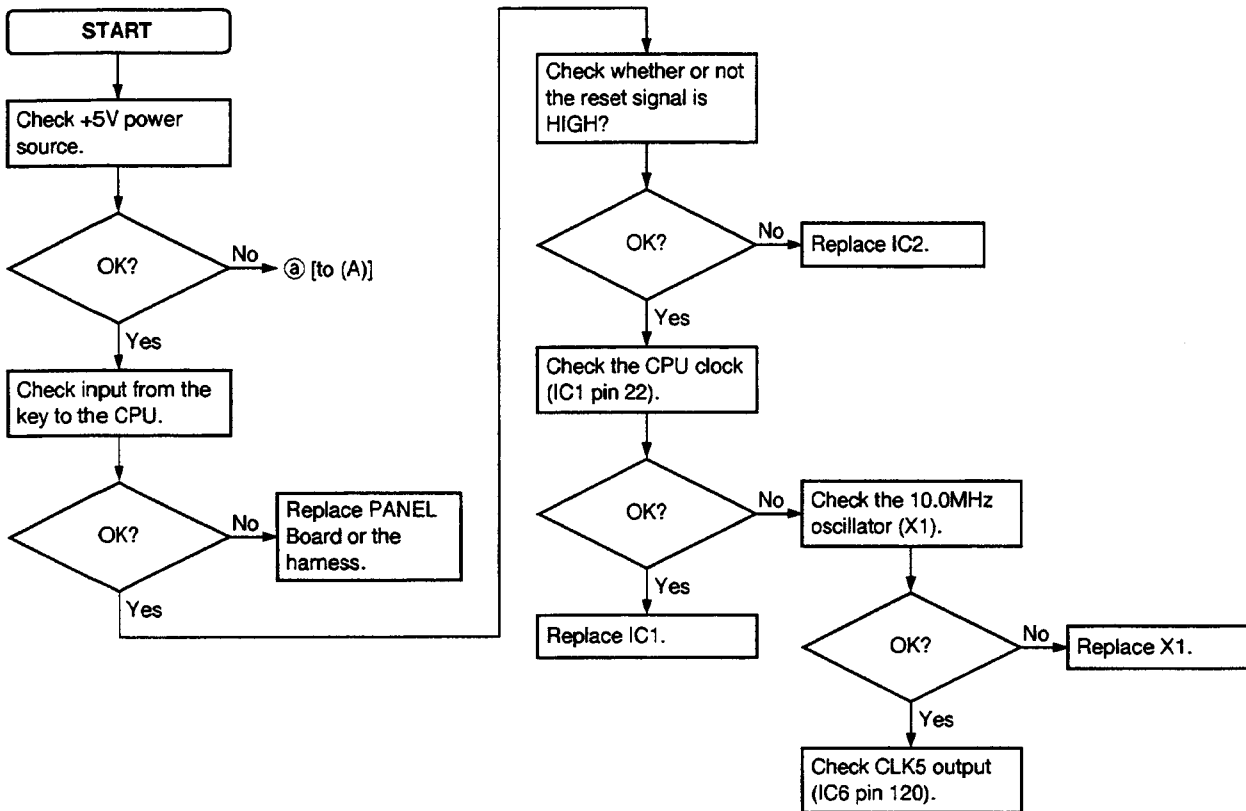 START
Check +5V power
source.
OK?
No
ⓐ [to (A)]
Yes
Check input from the
key to the CPU.
OK?
No
Replace PANEL
Board or the
harness.
Yes
Check whether or not
the reset signal is
HIGH?
OK?
No
Replace IC2.
Yes
Check the CPU clock
(IC1 pin 22).
OK?
No
Check the 10.0MHz
oscillator (X1).
Yes
Replace IC1.
OK?
No
Replace X1.
Yes
Check CLK5 output
(IC6 pin 120).